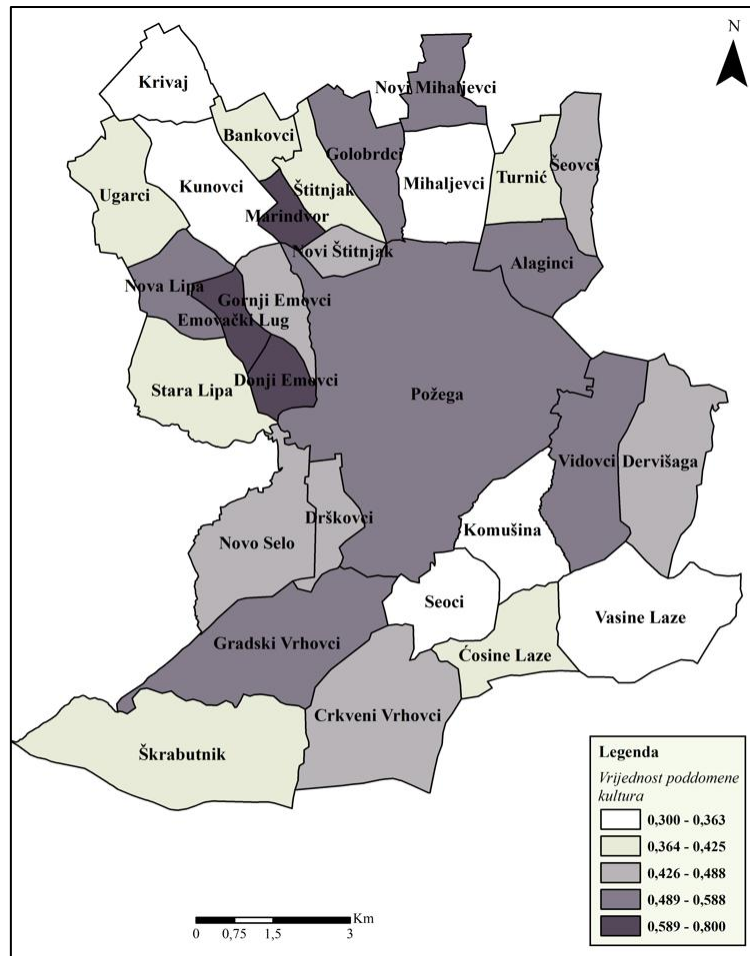 N
Krivaj
Novi Mihaljevci
Bankovci
Golobrdci
Šeovci
Turnić
Mihaljevci
Kunovci
Štitnjak
Ugarci
Marindvor
Novi Štitnjak
Alaginci
Nova Lipa
Gornji Emovci
Emovački Lug
Donji Emovci
Stara Lipa
Požega
Vidovci
Dervišaga
Drškovci
Komušina
Novo Selo
Seoci
Vasine Laze
Gradski Vrhovci
Ćosine Laze
Crkveni Vrhovci
Škrabutnik
Legenda
Vrijednost poddomene
kultura
0,300 - 0,363
0,364 - 0,425
0,426 - 0,488
0,489 - 0,588
0,589 - 0,800
Km
0 0,75 1,5 3